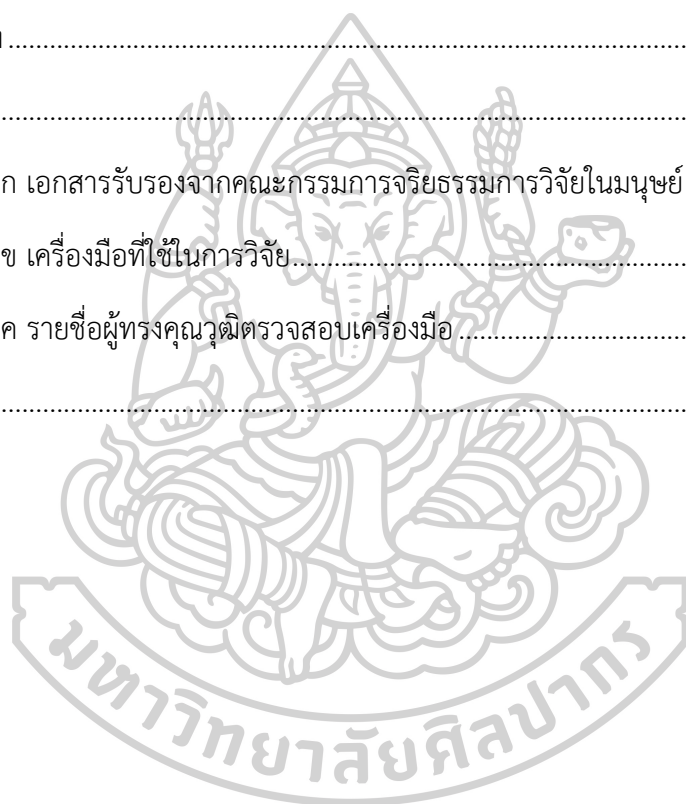 ................................................................................................
................................................................................................
ก เอกสารรับรองจากคณะกรรมการจริยธรรมการวิจัยในมนุษย์
ข เครื่องมือที่ใช้ในการวิจัย..........................................................
ค รายชื่อผู้ทรงคุณวุฒิตรวจสอบเครื่องมือ.................................
................................................................................................
มหาวิทยาลัยศิลปากร